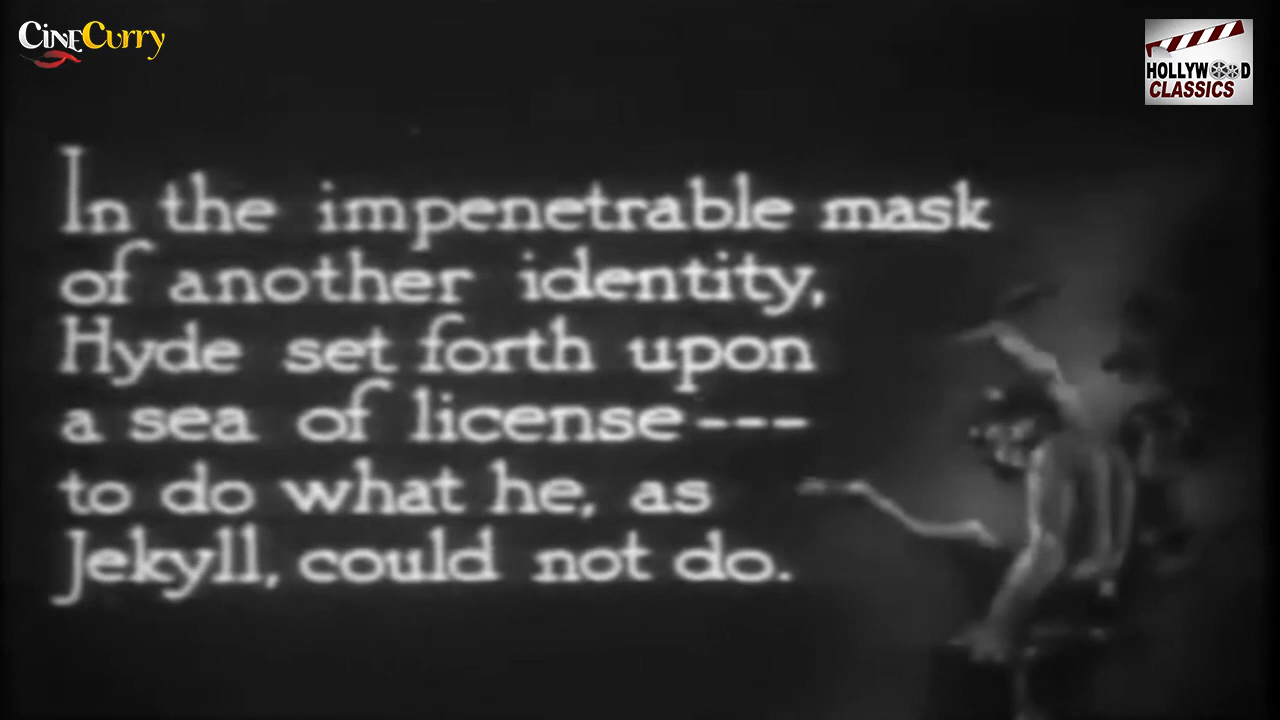 CineCurry
HOLLYWOOD
CLASSICS
In the impenetrable mask
of another identity,
Hyde set forth upon
a sea of license---
to do what he, as
Jekyll, could not do.